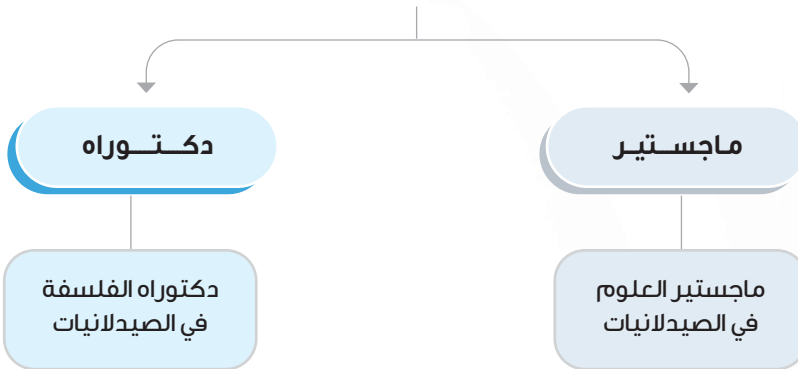 ماجستير
دكتوراه
ماجستير العلوم
في الصيدلانيات
دكتوراه الفلسفة
في الصيدلانيات